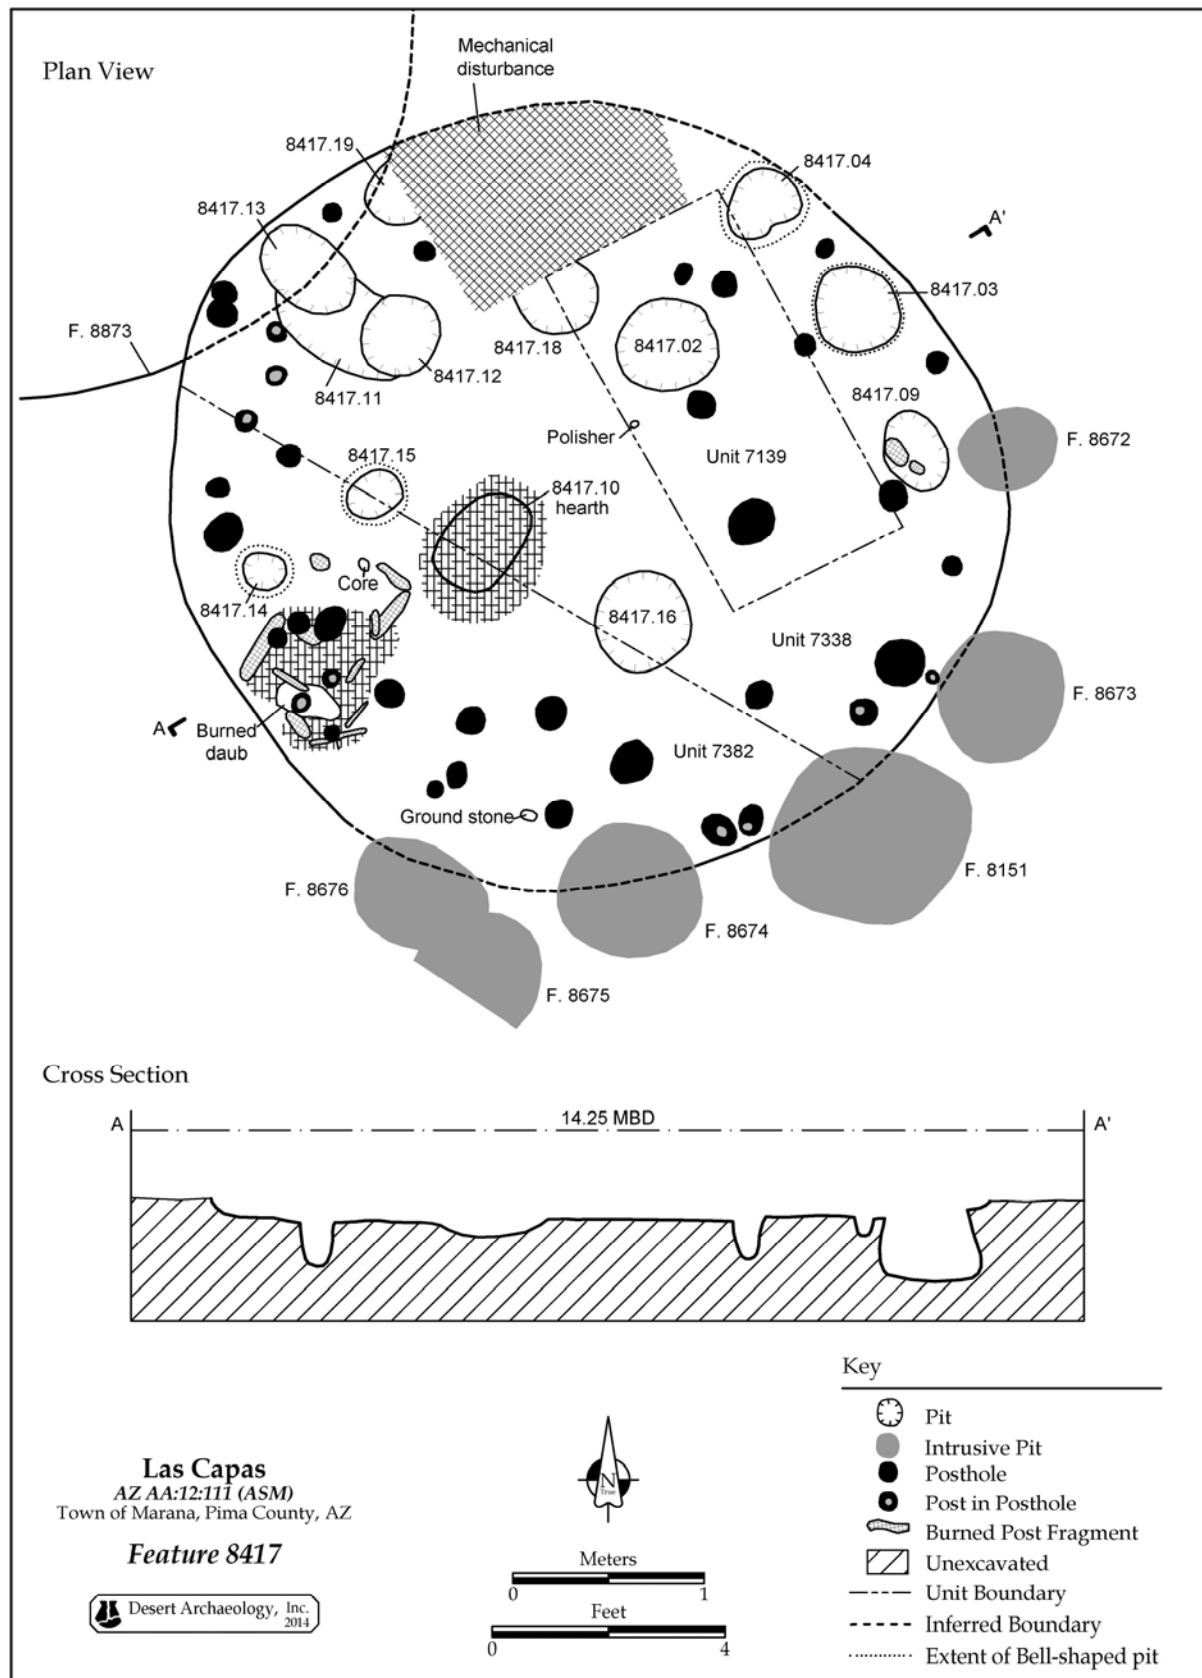 Plan View
Mechanical
disturbance
8417.19
8417.04
8417.13
A'
8417.03
F. 8873
8417.18
8417.02
8417.12
8417.11
8417.09
Polisher
8417.15
Unit 7139
F. 8672
8417.10
hearth
Core
8417.14
8417.16
Unit 7338
F. 8673
A
Burned
daub
Unit 7382
Ground stone
F. 8676
F. 8151
F. 8674
F. 8675
Cross Section
A
14.25 MBD
A'
Key
Pit
Intrusive Pit
Posthole
Post in Posthole
Burned Post Fragment
Unexcavated
Unit Boundary
Inferred Boundary
Extent of Bell-shaped pit
Las Capas
AZ AA:12:111 (ASM)
Town of Marana, Pima County, AZ
Feature 8417
Desert Archaeology, Inc.
2014
N
True
Meters
0 1
Feet
0 4